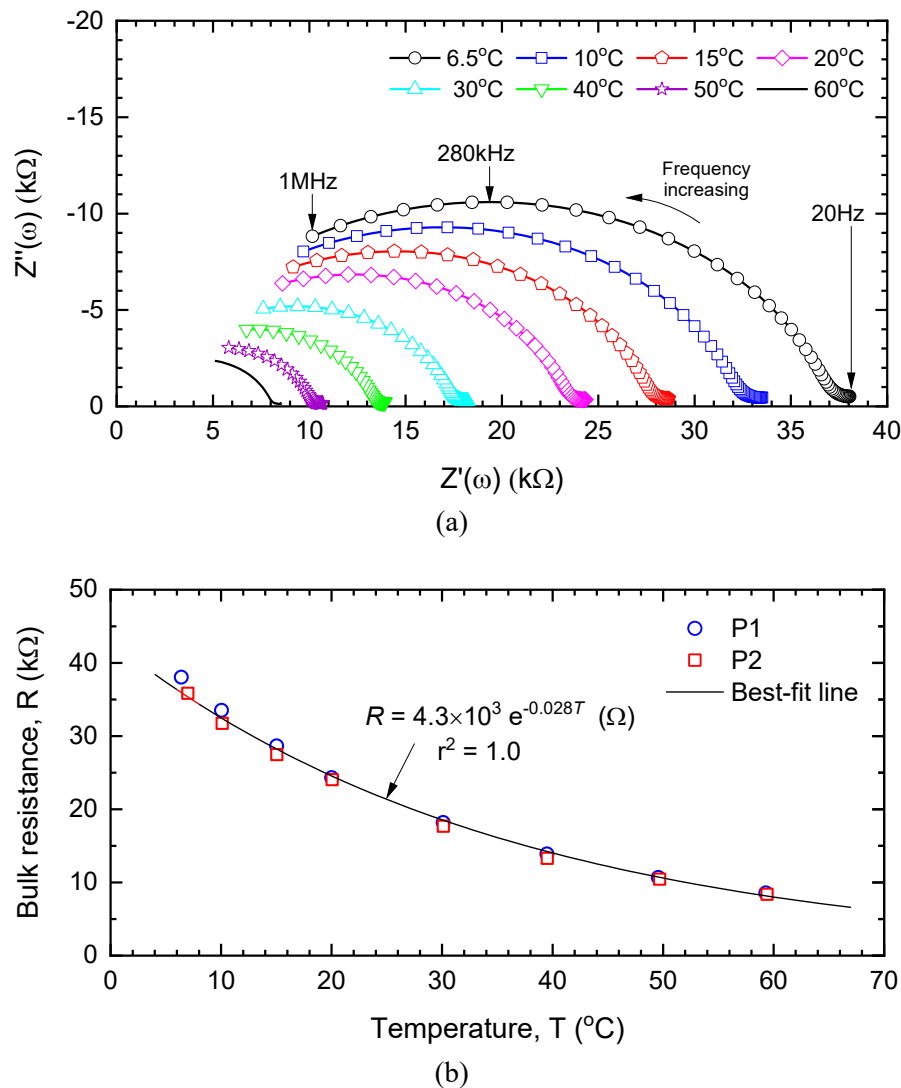 -20
6.5°C 10°C 15°C 20°C
30°C 40°C 50°C 60°C
-15
280kHz
Frequency
increasing
1MHz
20Hz
-10
-5
0
Z''(ω) (kΩ)
0 5 10 15 20 25 30 35 40
Z'(ω) (kΩ)
(a)
50
P1
P2
Best-fit line
40
R = 4.3×10³ e^-0.028T (Ω)
r² = 1.0
30
20
10
0
Bulk resistance, R (kΩ)
0 10 20 30 40 50 60 70
Temperature, T (°C)
(b)